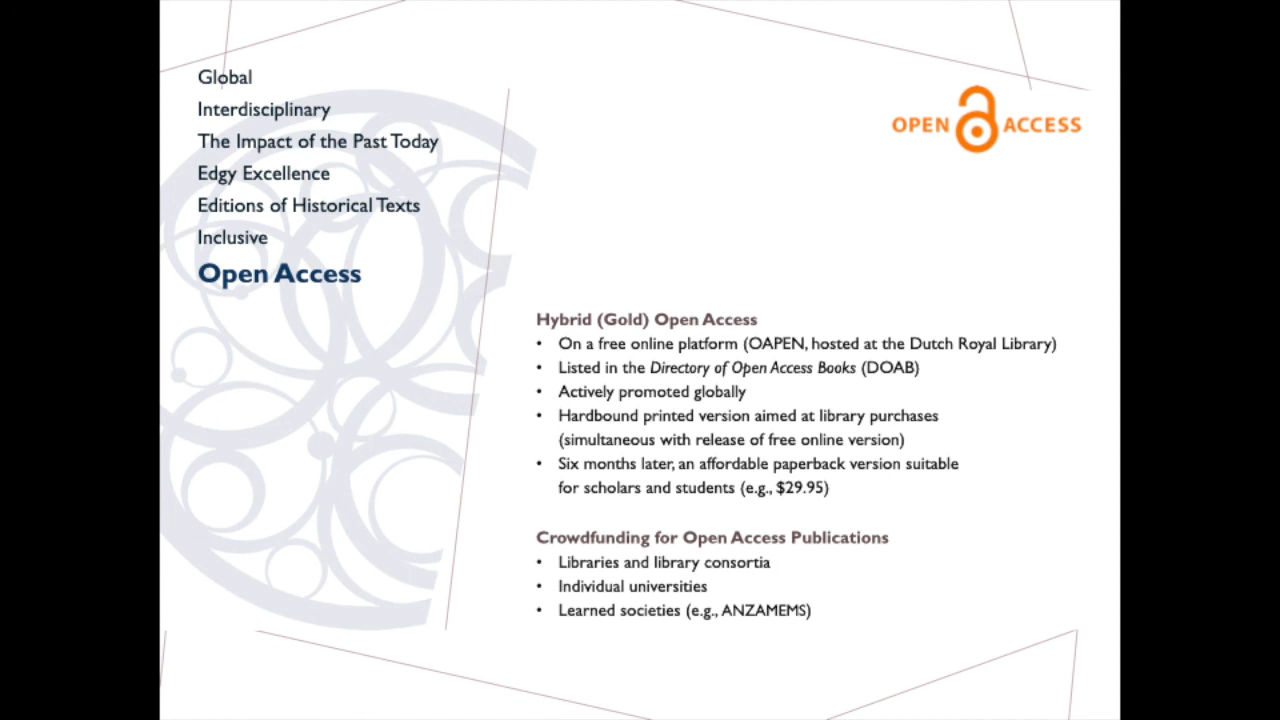 Global
Interdisciplinary
The Impact of the Past Today
Edgy Excellence
Editions of Historical Texts
Inclusive
Open Access
OPEN ACCESS
Hybrid (Gold) Open Access
• On a free online platform (OAPEN, hosted at the Dutch Royal Library)
• Listed in the Directory of Open Access Books (DOAB)
• Actively promoted globally
• Hardbound printed version aimed at library purchases
(simultaneous with release of free online version)
• Six months later, an affordable paperback version suitable
for scholars and students (e.g., $29.95)
Crowdfunding for Open Access Publications
• Libraries and library consortia
• Individual universities
• Learned societies (e.g., ANZAMEMS)